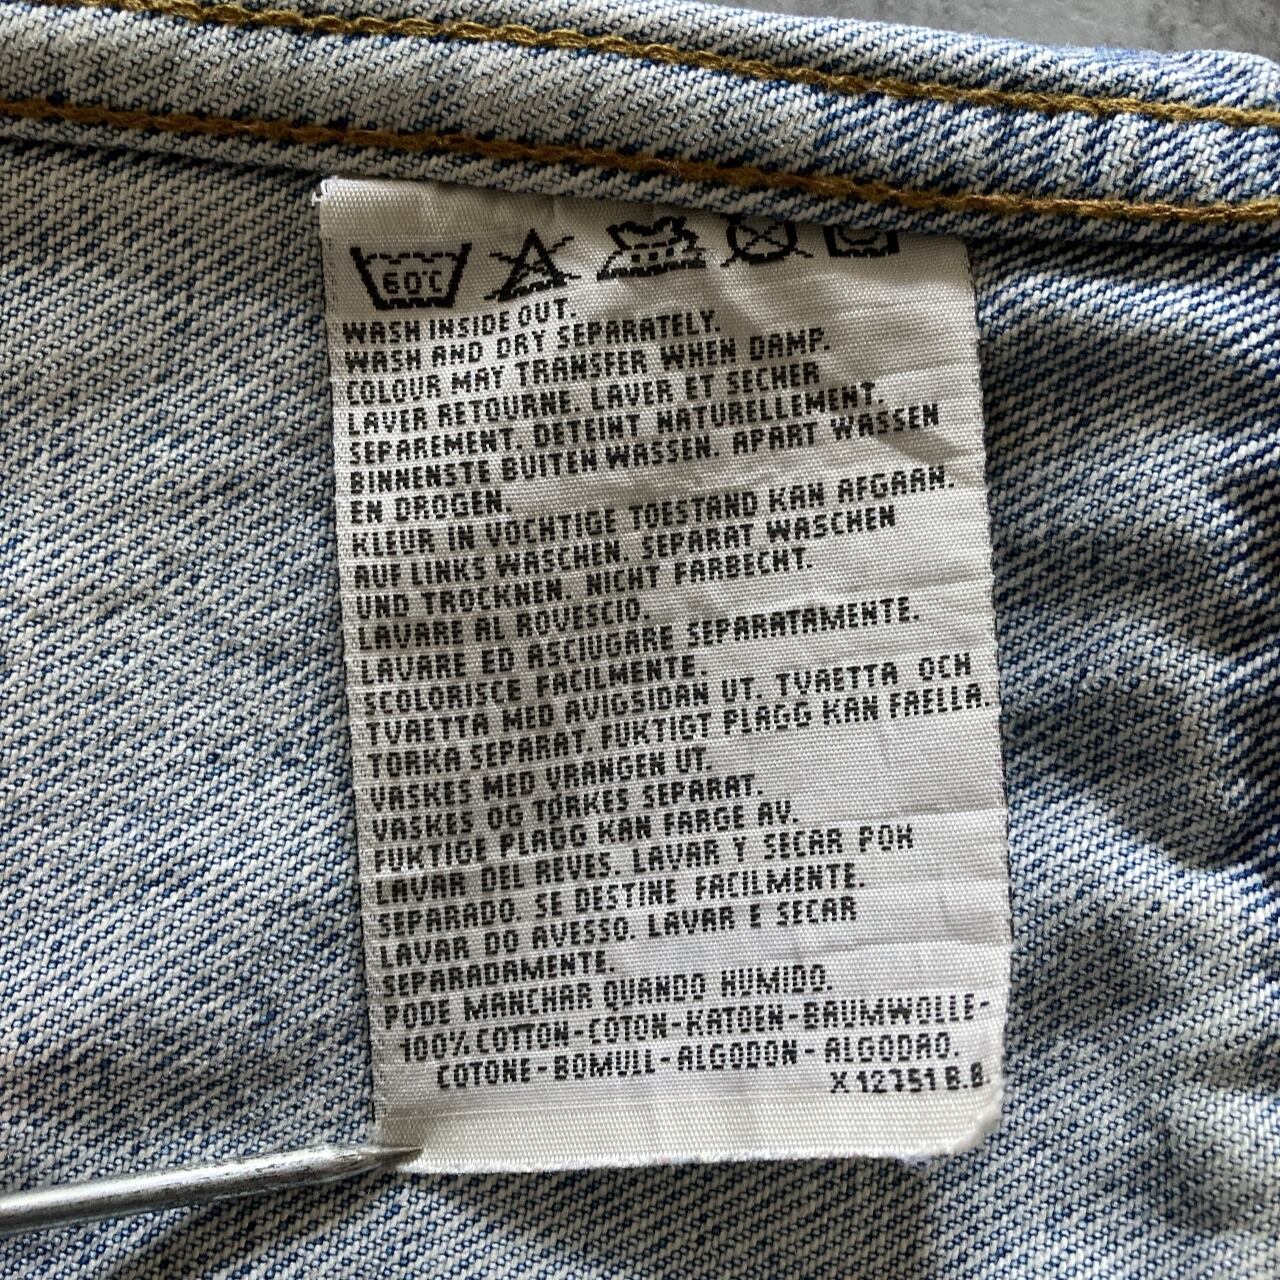 60°C
WASH INSIDE OUT.
WASH AND DRY SEPARATELY.
COLOUR MAY TRANSFER WHEN DAMP.
LAVER RETOURNE. LAVER ET SECHER
SEPAREMENT. DETEINT NATURELLEMENT
BINNENSTE BUITEN WASSEN. APART WASSEN
EN DROGEN.
KLEUR IN VOCHTIGE TOESTAND KAN AFGAAN.
AUF LINKS WASCHEN. SEPARAT WASCHEN
UND TROCKNEN. NICHT FARBECHT.
LAVARE AL ROVESCIO.
LAVARE ED ASCIUGARE SEPARATAMENTE.
SCOLORISCE FACILMENTE.
TVAETTA MED AVIGSIDAN UT. TVAETTA OCH
TORKA SEPARAT. FUKTIGT PLAGG KAN FAELLA.
VASKES MED VRANGEN UT.
VASKES OG TORKES SEPARAT.
FUKTIGE PLAGG KAN FARGE AV.
LAVAR DEL REVES. LAVAR Y SECAR POH
SEPARADO. SE DESTINE FACILMENTE.
LAVAR DO AVESSO. LAVAR E SECAR
SEPARADAMENTE.
PODE MANCHAR QUANDO HUMIDO.
100% COTTON-COTON-KATOEN-BAUMWOLLE-
COTONE-BOMULL-ALGODON-ALGODAO.
X 12751 B.B.